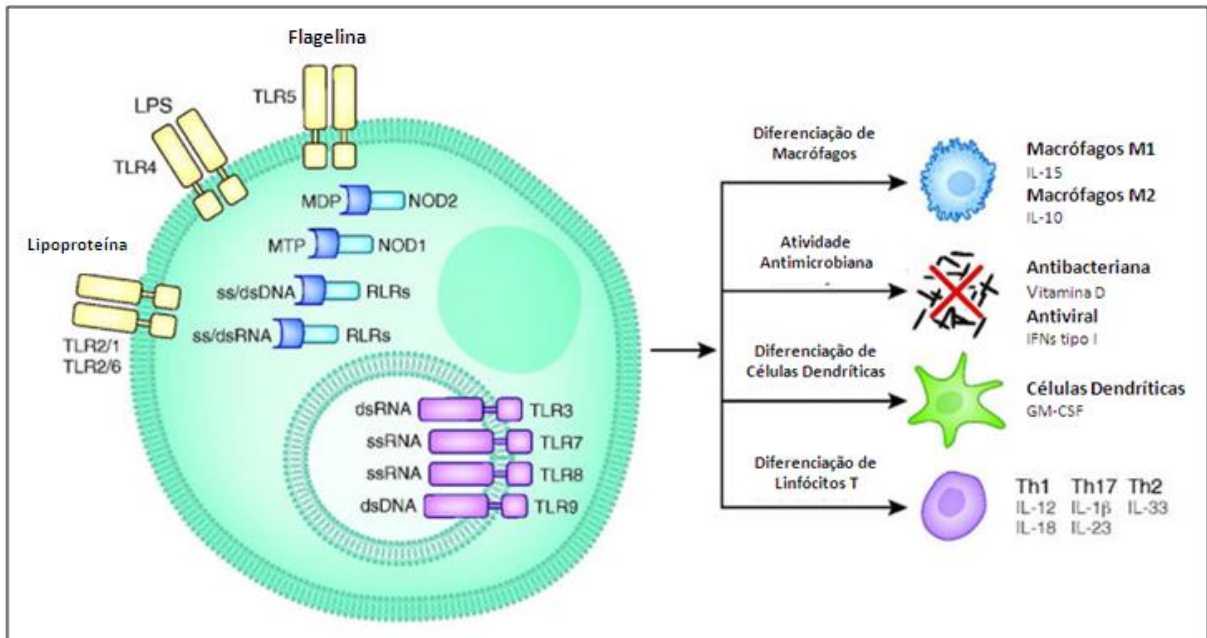 Flagelina
TLR5
LPS
TLR4
Lipoproteína
TLR2/1
TLR2/6
MDP NOD2
MTP NOD1
ss/dsDNA RLRs
ss/dsRNA RLRs
dsRNA TLR3
ssRNA TLR7
ssRNA TLR8
dsDNA TLR9
Diferenciação de
Macrófagos
Macrófagos M1
IL-15
Macrófagos M2
IL-10
Atividade
Antimicrobiana
Antibacteriana
Vitamina D
Antiviral
IFNs tipo I
Diferenciação de
Células Dendríticas
Células Dendríticas
GM-CSF
Diferenciação de
Linfócitos T
Th1 Th17 Th2
IL-12 IL-1β IL-33
IL-18 IL-23